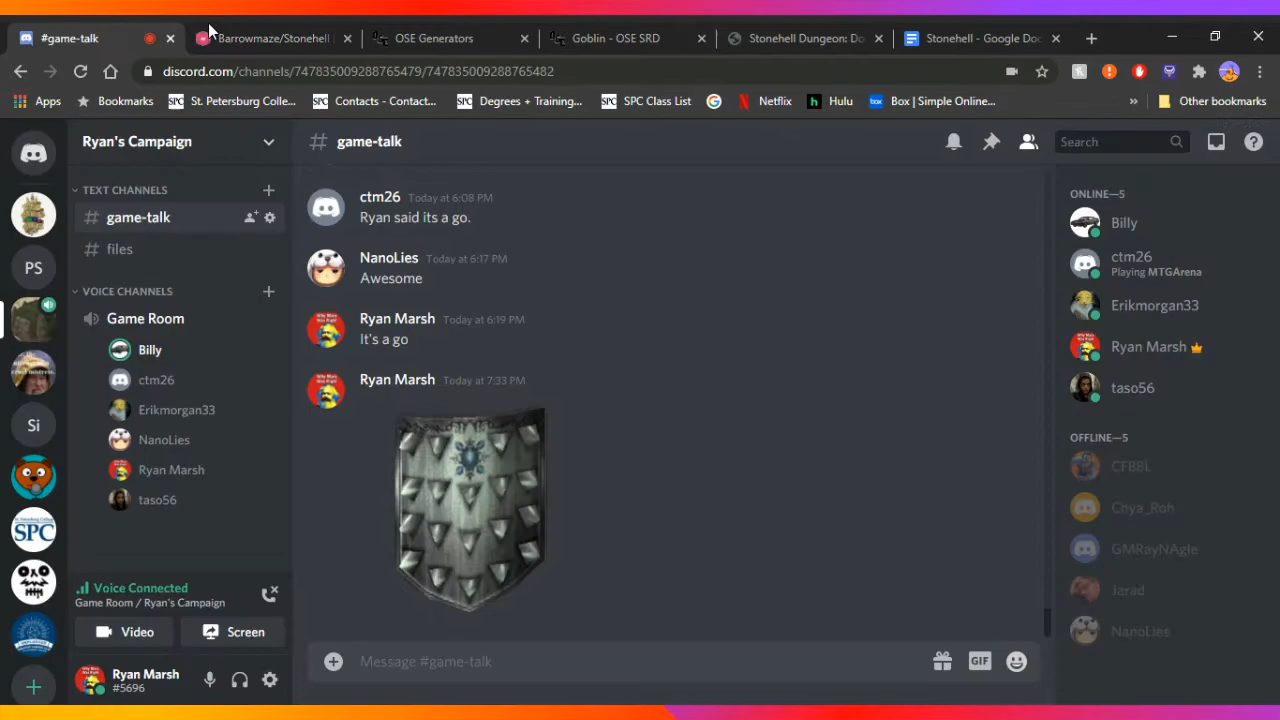 #game-talk
Barrowmaze/Stonehell
OSE Generators
Goblin - OSE SRD
Stonehell Dungeon: Do
Stonehell - Google Doc
discord.com/channels/747835009288765479/747835009288765482
Apps
Bookmarks
St. Petersburg Colle...
Contacts - Contact...
Degrees + Training...
SPC Class List
Netflix
Hulu
Box | Simple Online...
Other bookmarks
Ryan's Campaign
TEXT CHANNELS
game-talk
files
VOICE CHANNELS
Game Room
Billy
ctm26
Erikmorgan33
NanoLies
Ryan Marsh
taso56
Voice Connected
Game Room / Ryan's Campaign
Video
Screen
Ryan Marsh
#5696
PS
Si
SPC
# game-talk
Search
ctm26 Today at 6:08 PM
Ryan said its a go.
NanoLies Today at 6:17 PM
Awesome
Ryan Marsh Today at 6:19 PM
It's a go
Ryan Marsh Today at 7:33 PM
Message #game-talk
GIF
ONLINE—5
Billy
ctm26
Playing MTGArena
Erikmorgan33
Ryan Marsh
taso56
OFFLINE—5
CFBBL
Chya_Roh
GMRayNAgle
Jarad
NanoLies